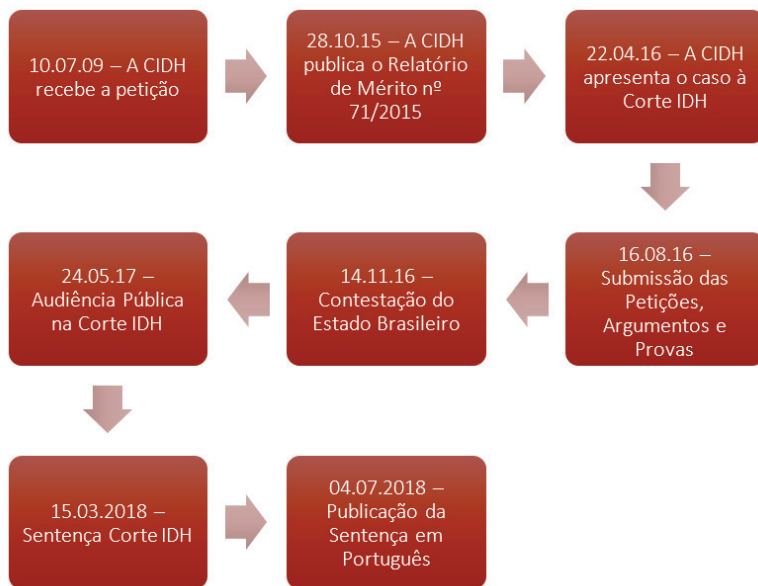 10.07.09 – A CIDH
recebe a petição
28.10.15 – A CIDH
publica o Relatório
de Mérito nº
71/2015
22.04.16 – A CIDH
apresenta o caso à
Corte IDH
16.08.16 –
Submissão das
Petições,
Argumentos e
Provas
14.11.16 –
Contestação do
Estado Brasileiro
24.05.17 –
Audiência Pública
na Corte IDH
15.03.2018 –
Sentença Corte IDH
04.07.2018 –
Publicação da
Sentença em
Português